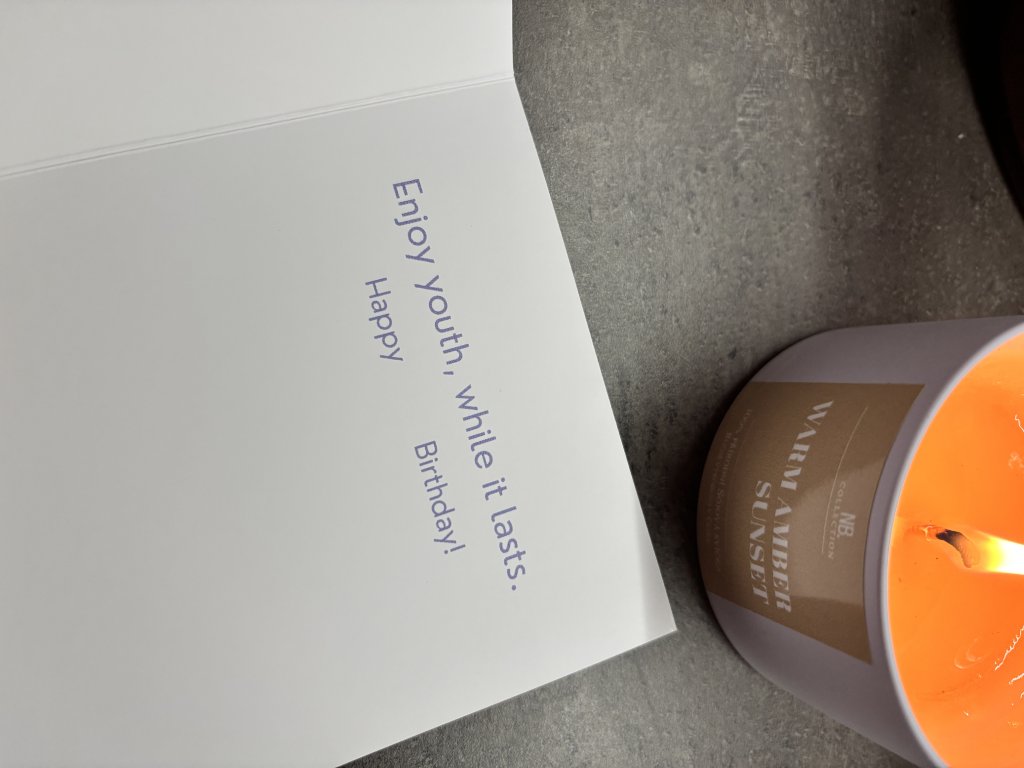 Enjoy youth, while it lasts.
Happy Birthday!
NB.
COLLECTION
WARM AMBER
SUNSET